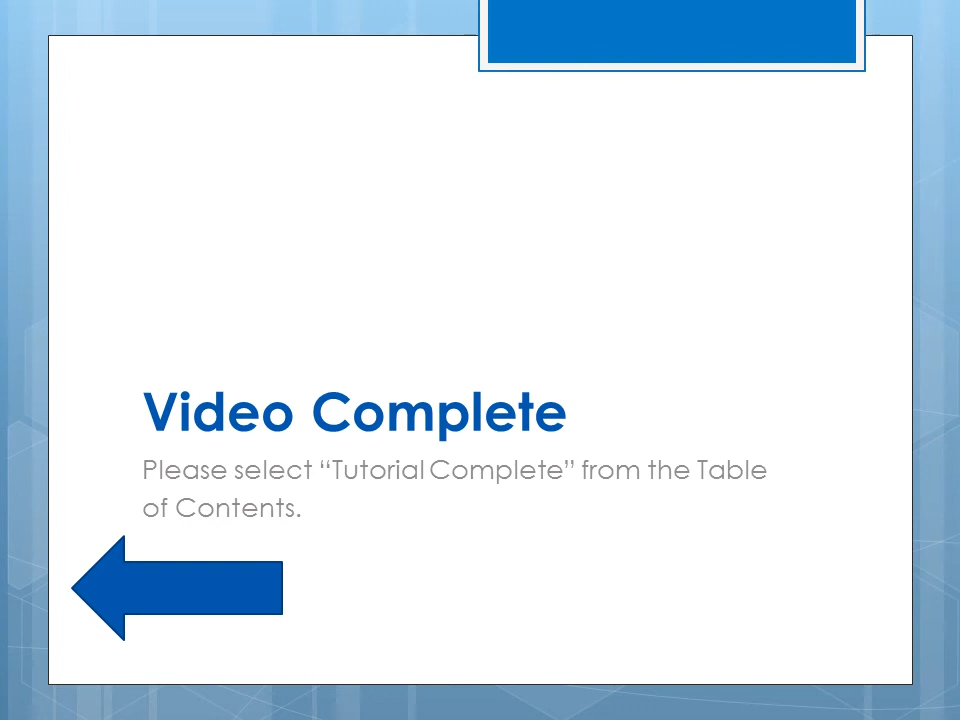 Video Complete
Please select “Tutorial Complete” from the Table
of Contents.